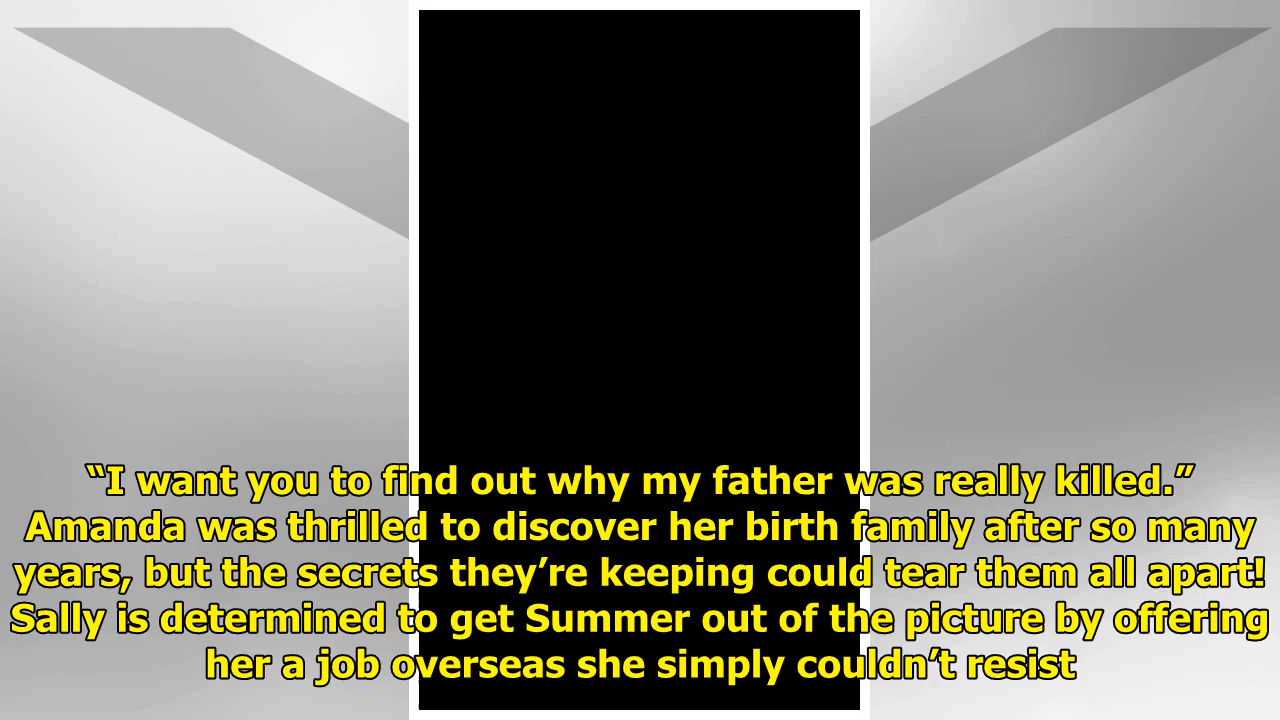 “I want you to find out why my father was really killed.”
Amanda was thrilled to discover her birth family after so many
years, but the secrets they’re keeping could tear them all apart!
Sally is determined to get Summer out of the picture by offering
her a job overseas she simply couldn’t resist